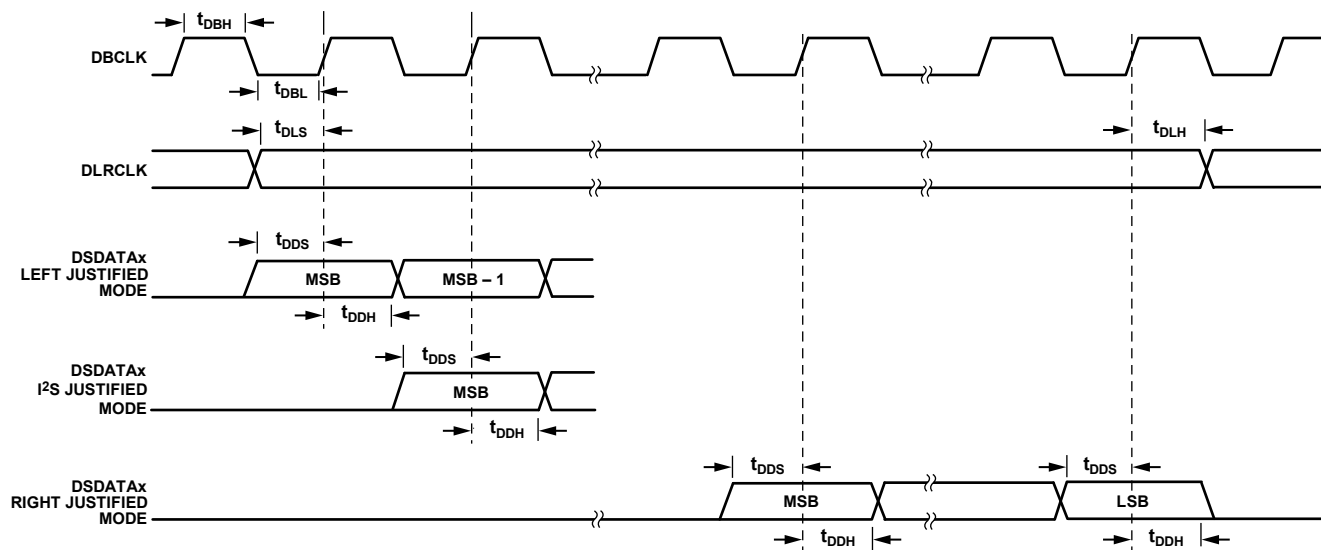 tDBH
DBCLK
tDBL
tDLS
tDLH
DLRCLK
tDDS
DSDATAx
LEFT JUSTIFIED
MODE
MSB
MSB – 1
tDDH
tDDS
DSDATAx
I²S JUSTIFIED
MODE
MSB
tDDH
tDDS
tDDS
DSDATAx
RIGHT JUSTIFIED
MODE
MSB
LSB
tDDH
tDDH